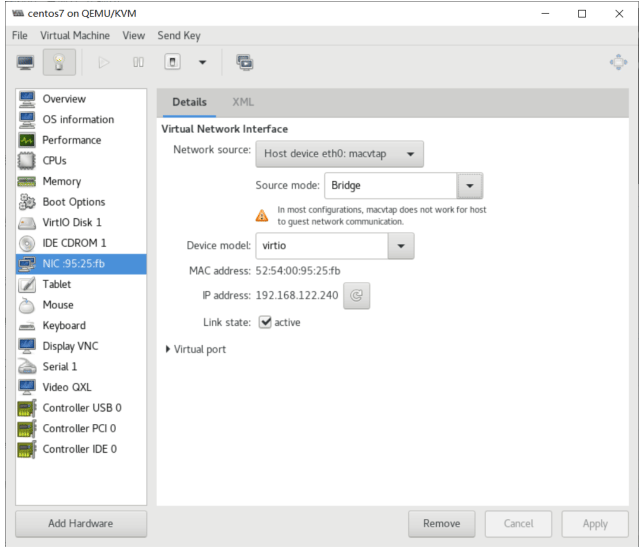 centos7 on QEMU/KVM
File Virtual Machine View Send Key
Overview
OS information
Performance
CPUs
Memory
Boot Options
VirtIO Disk 1
IDE CDROM 1
NIC :95:25:fb
Tablet
Mouse
Keyboard
Display VNC
Serial 1
Video QXL
Controller USB 0
Controller PCI 0
Controller IDE 0
Add Hardware
Details XML
Virtual Network Interface
Network source: Host device eth0: macvtap
Source mode: Bridge
In most configurations, macvtap does not work for host
to guest network communication.
Device model: virtio
MAC address: 52:54:00:95:25:fb
IP address: 192.168.122.240
Link state: active
Virtual port
Remove Cancel Apply